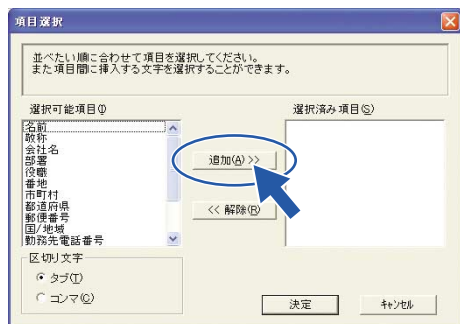 項目選択
並べたい順に合わせて項目を選択してください。
また項目間に挿入する文字を選択することができます。
選択可能項目(I)
選択済み項目(S)
名前
敬称
会社名
部署
役職
番地
市町村
都道府県
郵便番号
国/地域
勤務先電話番号
追加(A) >>
<< 解除(R)
区切り文字
タブ(T)
コンマ(C)
決定
キャンセル